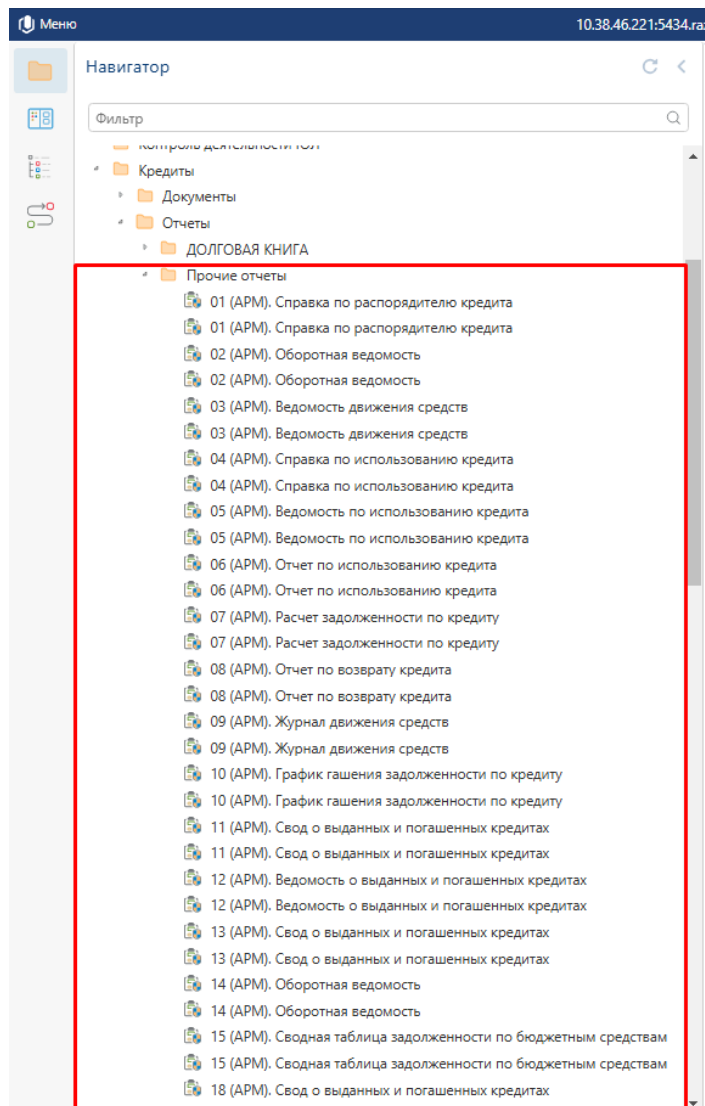 Меню
10.38.46.221:5434.ra
Навигатор
Фильтр
Контроль деятельности ЮЛ
Кредиты
Документы
Отчеты
ДОЛГОВАЯ КНИГА
Прочие отчеты
01 (АРМ). Справка по распорядителю кредита
01 (АРМ). Справка по распорядителю кредита
02 (АРМ). Оборотная ведомость
02 (АРМ). Оборотная ведомость
03 (АРМ). Ведомость движения средств
03 (АРМ). Ведомость движения средств
04 (АРМ). Справка по использованию кредита
04 (АРМ). Справка по использованию кредита
05 (АРМ). Ведомость по использованию кредита
05 (АРМ). Ведомость по использованию кредита
06 (АРМ). Отчет по использованию кредита
06 (АРМ). Отчет по использованию кредита
07 (АРМ). Расчет задолженности по кредиту
07 (АРМ). Расчет задолженности по кредиту
08 (АРМ). Отчет по возврату кредита
08 (АРМ). Отчет по возврату кредита
09 (АРМ). Журнал движения средств
09 (АРМ). Журнал движения средств
10 (АРМ). График гашения задолженности по кредиту
10 (АРМ). График гашения задолженности по кредиту
11 (АРМ). Свод о выданных и погашенных кредитах
11 (АРМ). Свод о выданных и погашенных кредитах
12 (АРМ). Ведомость о выданных и погашенных кредитах
12 (АРМ). Ведомость о выданных и погашенных кредитах
13 (АРМ). Свод о выданных и погашенных кредитах
13 (АРМ). Свод о выданных и погашенных кредитах
14 (АРМ). Оборотная ведомость
14 (АРМ). Оборотная ведомость
15 (АРМ). Сводная таблица задолженности по бюджетным средствам
15 (АРМ). Сводная таблица задолженности по бюджетным средствам
18 (АРМ). Свод о выданных и погашенных кредитах